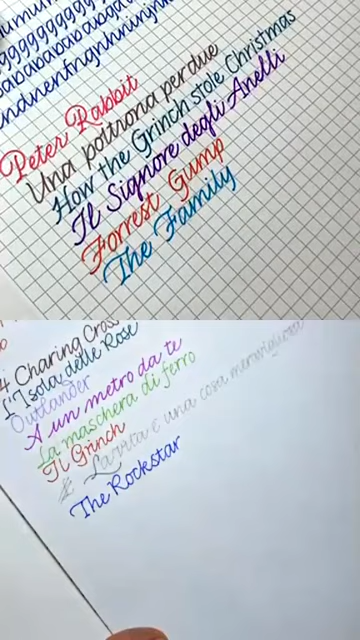 Peter Rabbit
Una poltrona per due
How the Grinch stole Christmas
Il Signore degli Anelli
Forrest Gump
The Family
4 Charing Cross
L'Isola delle Rose
Outlander
A un metro da te
La maschera di ferro
Il Grinch
La vita è una cosa meravigliosa
The Rockstar